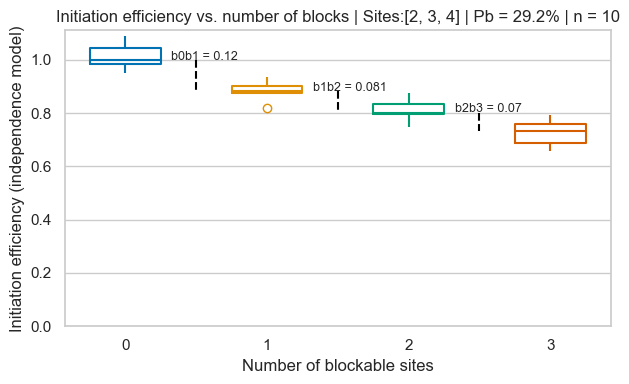 Initiation efficiency vs. number of blocks | Sites:[2, 3, 4] | Pb = 29.2% | n = 10
Initiation efficiency (independence model)
1.0
0.8
0.6
0.4
0.2
0.0
b0b1 = 0.12
b1b2 = 0.081
b2b3 = 0.07
0 1 2 3
Number of blockable sites